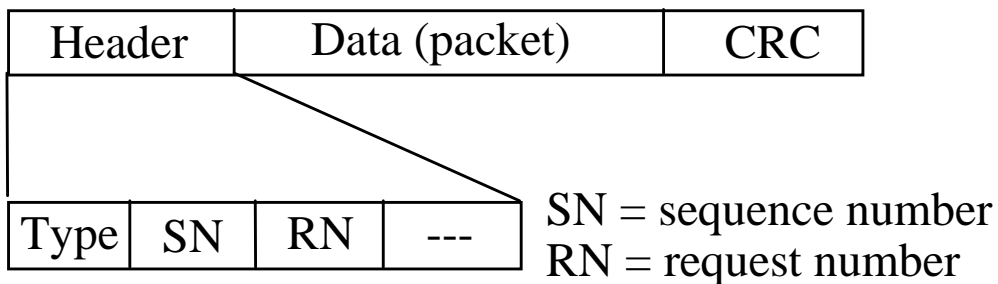 Header Data (packet) CRC
Type SN RN ---
SN = sequence number
RN = request number